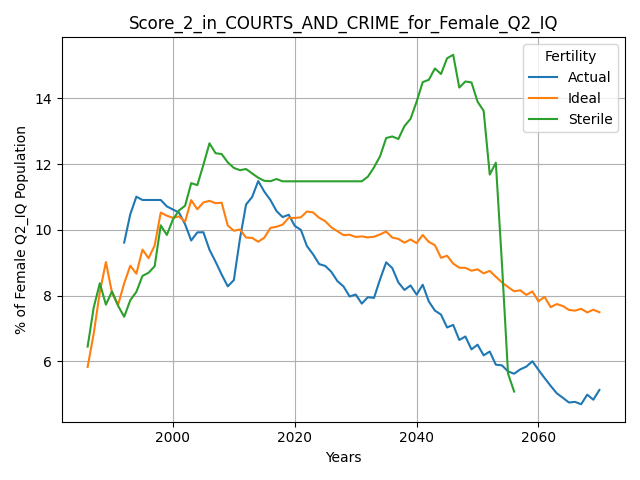 Score_2_in_COURTS_AND_CRIME_for_Female_Q2_IQ
% of Female Q2_IQ Population
14
12
10
8
6
Fertility
Actual
Ideal
Sterile
2000
2020
2040
2060
Years